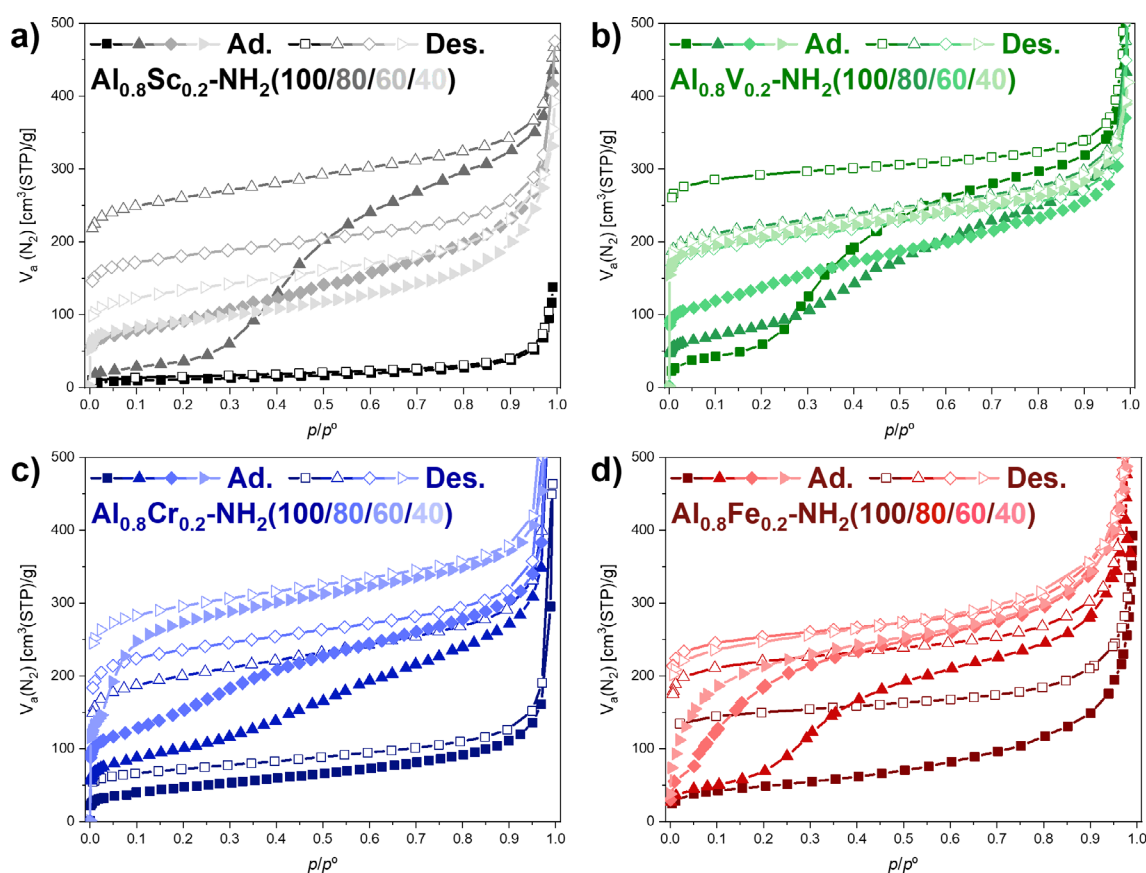 a)
Ad. Des.
Al0.8Sc0.2-NH2(100/80/60/40)
Va (N2) [cm3(STP)/g]
500
400
300
200
100
0
0.0 0.1 0.2 0.3 0.4 0.5 0.6 0.7 0.8 0.9 1.0
p/pº
b)
Ad. Des.
Al0.8V0.2-NH2(100/80/60/40)
Va(N2) [cm3(STP)/g]
500
400
300
200
100
0
0.0 0.1 0.2 0.3 0.4 0.5 0.6 0.7 0.8 0.9 1.0
p/pº
c)
Ad. Des.
Al0.8Cr0.2-NH2(100/80/60/40)
Va(N2) [cm3(STP)/g]
500
400
300
200
100
0
0.0 0.1 0.2 0.3 0.4 0.5 0.6 0.7 0.8 0.9 1.0
p/pº
d)
Ad. Des.
Al0.8Fe0.2-NH2(100/80/60/40)
Va(N2) [cm3(STP)/g]
500
400
300
200
100
0
0.0 0.1 0.2 0.3 0.4 0.5 0.6 0.7 0.8 0.9 1.0
p/pº